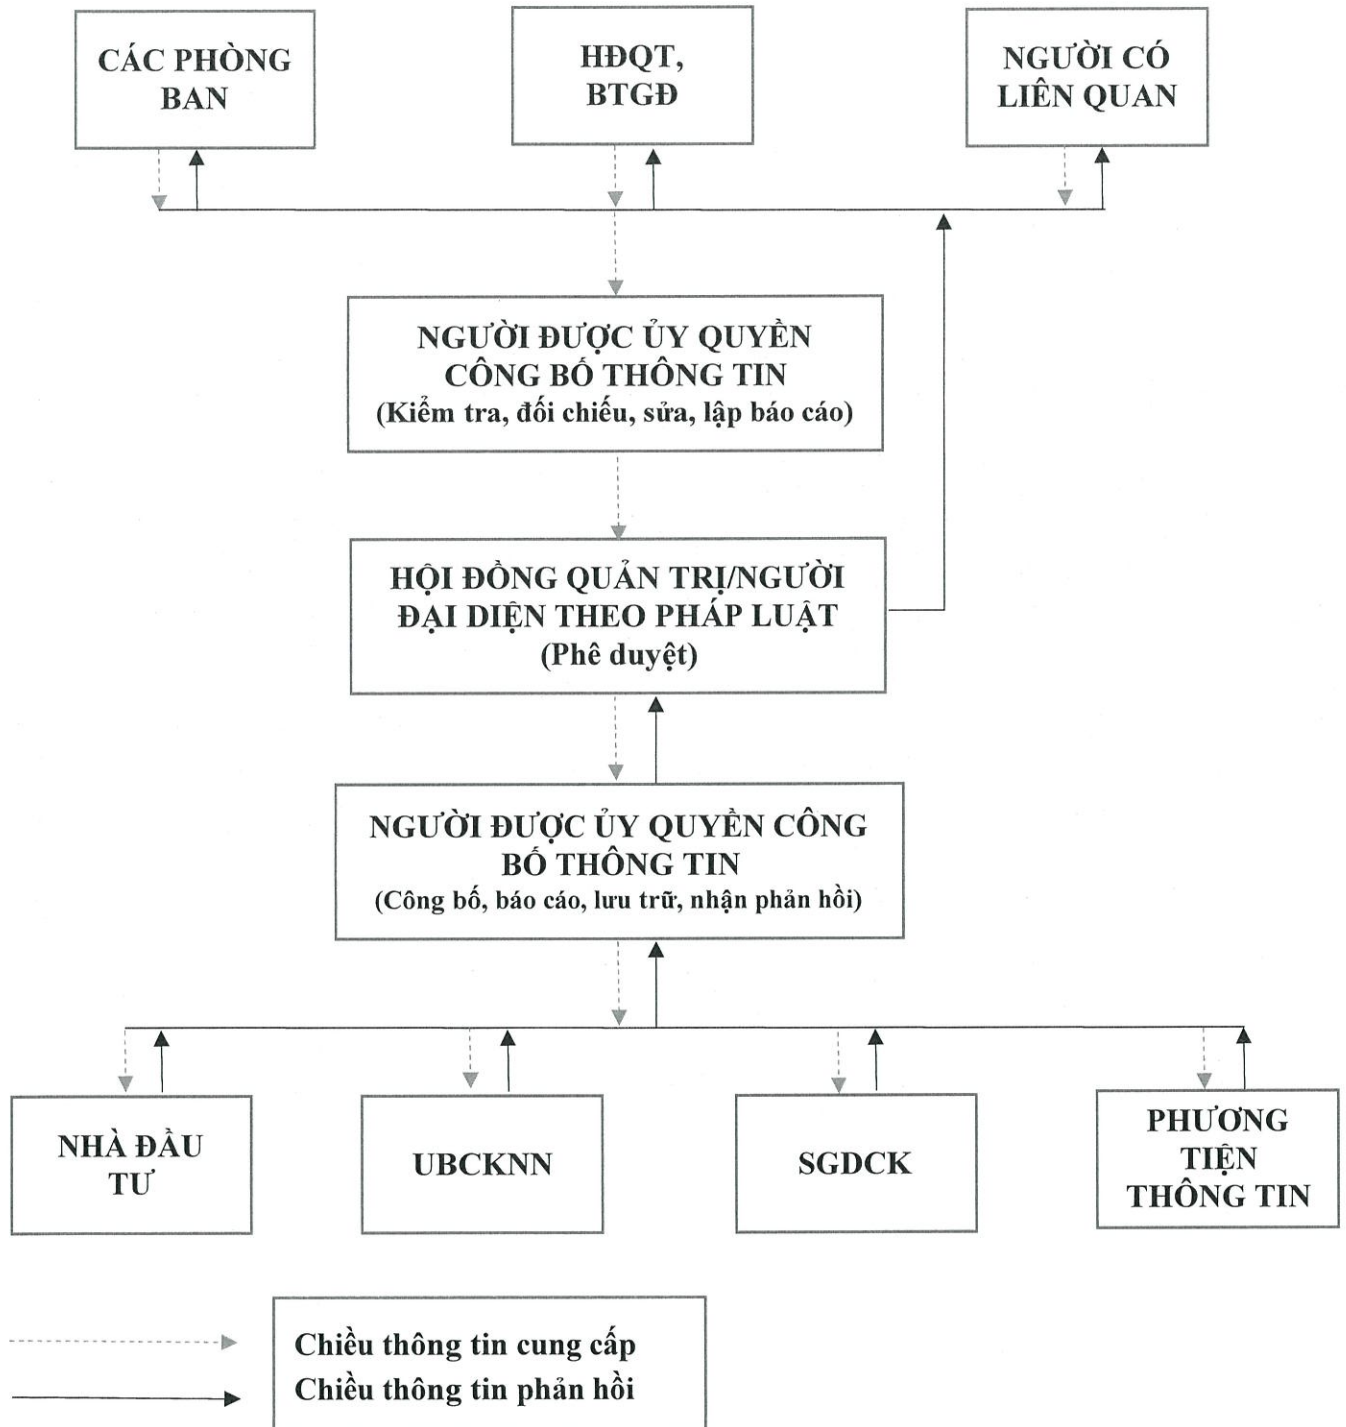 CÁC PHÒNG
BAN
HĐQT,
BTGĐ
NGƯỜI CÓ
LIÊN QUAN
NGƯỜI ĐƯỢC ỦY QUYỀN
CÔNG BỐ THÔNG TIN
(Kiểm tra, đối chiếu, sửa, lập báo cáo)
HỘI ĐỒNG QUẢN TRỊ/NGƯỜI
ĐẠI DIỆN THEO PHÁP LUẬT
(Phê duyệt)
NGƯỜI ĐƯỢC ỦY QUYỀN CÔNG
BỐ THÔNG TIN
(Công bố, báo cáo, lưu trữ, nhận phản hồi)
NHÀ ĐẦU
TƯ
UBCKNN
SGDCK
PHƯƠNG
TIỆN
THÔNG TIN
Chiều thông tin cung cấp
Chiều thông tin phản hồi